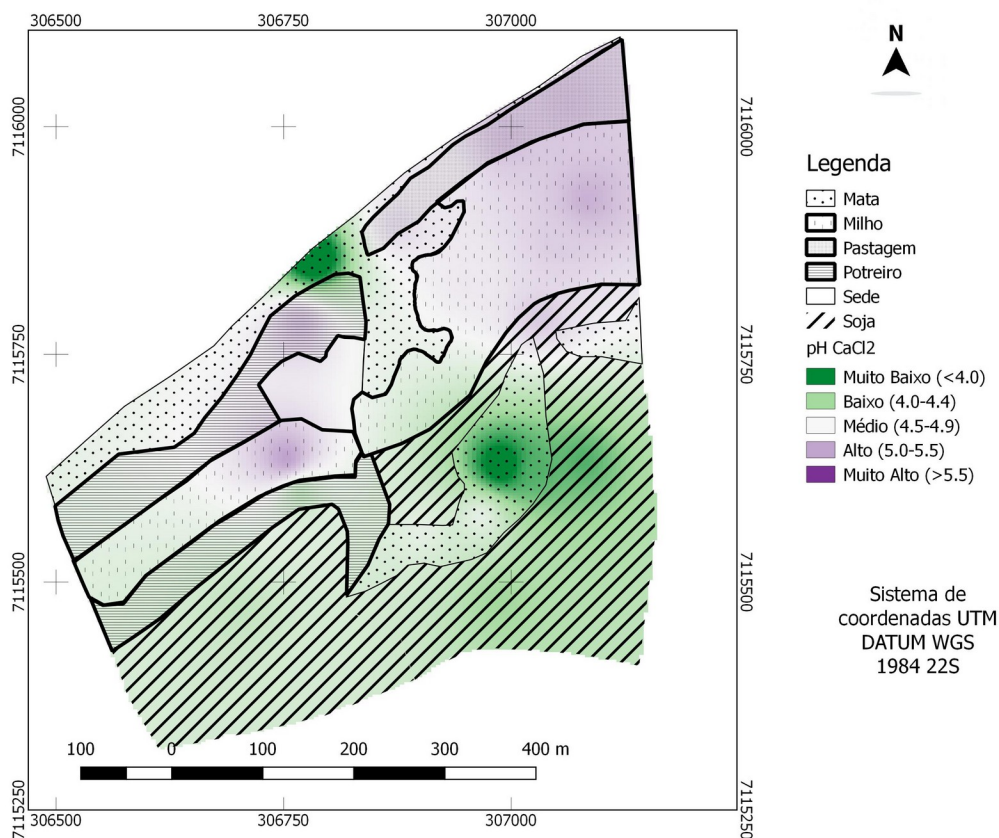 306500
306750
307000
N
7116000
7116000
Legenda
Mata
Milho
Pastagem
Potreiro
Sede
Soja
pH CaCl2
Muito Baixo (<4.0)
Baixo (4.0-4.4)
Médio (4.5-4.9)
Alto (5.0-5.5)
Muito Alto (>5.5)
7115750
7115750
7115500
7115500
Sistema de
coordenadas UTM
DATUM WGS
1984 22S
100 0 100 200 300 400 m
7115250
7115250
306500
306750
307000